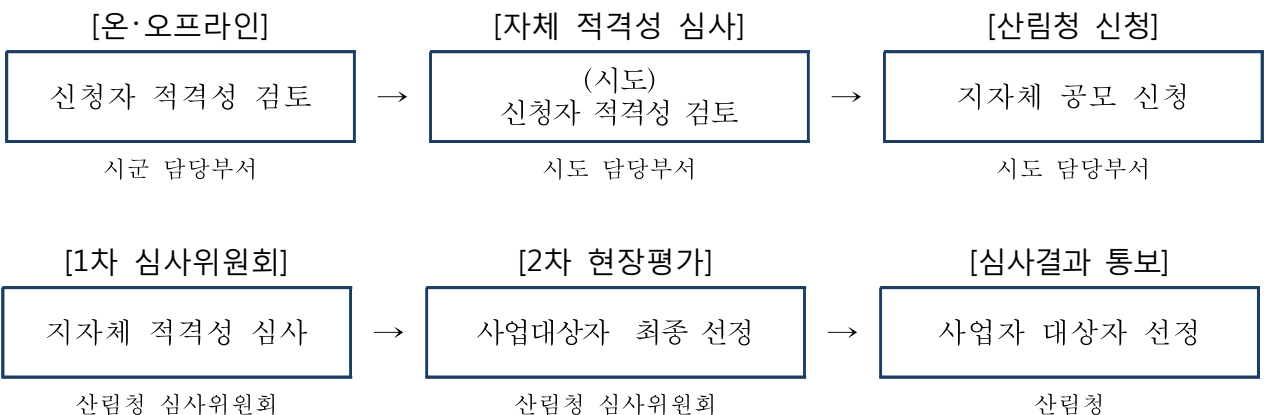 [온·오프라인] [자체 적격성 심사] [산림청 신청]
신청자 적격성 검토 → (시도) → 지자체 공모 신청
신청자 적격성 검토
시군 담당부서 시도 담당부서 시도 담당부서
[1차 심사위원회] [2차 현장평가] [심사결과 통보]
지자체 적격성 심사 → 사업대상자 최종 선정 → 사업자 대상자 선정
산림청 심사위원회 산림청 심사위원회 산림청